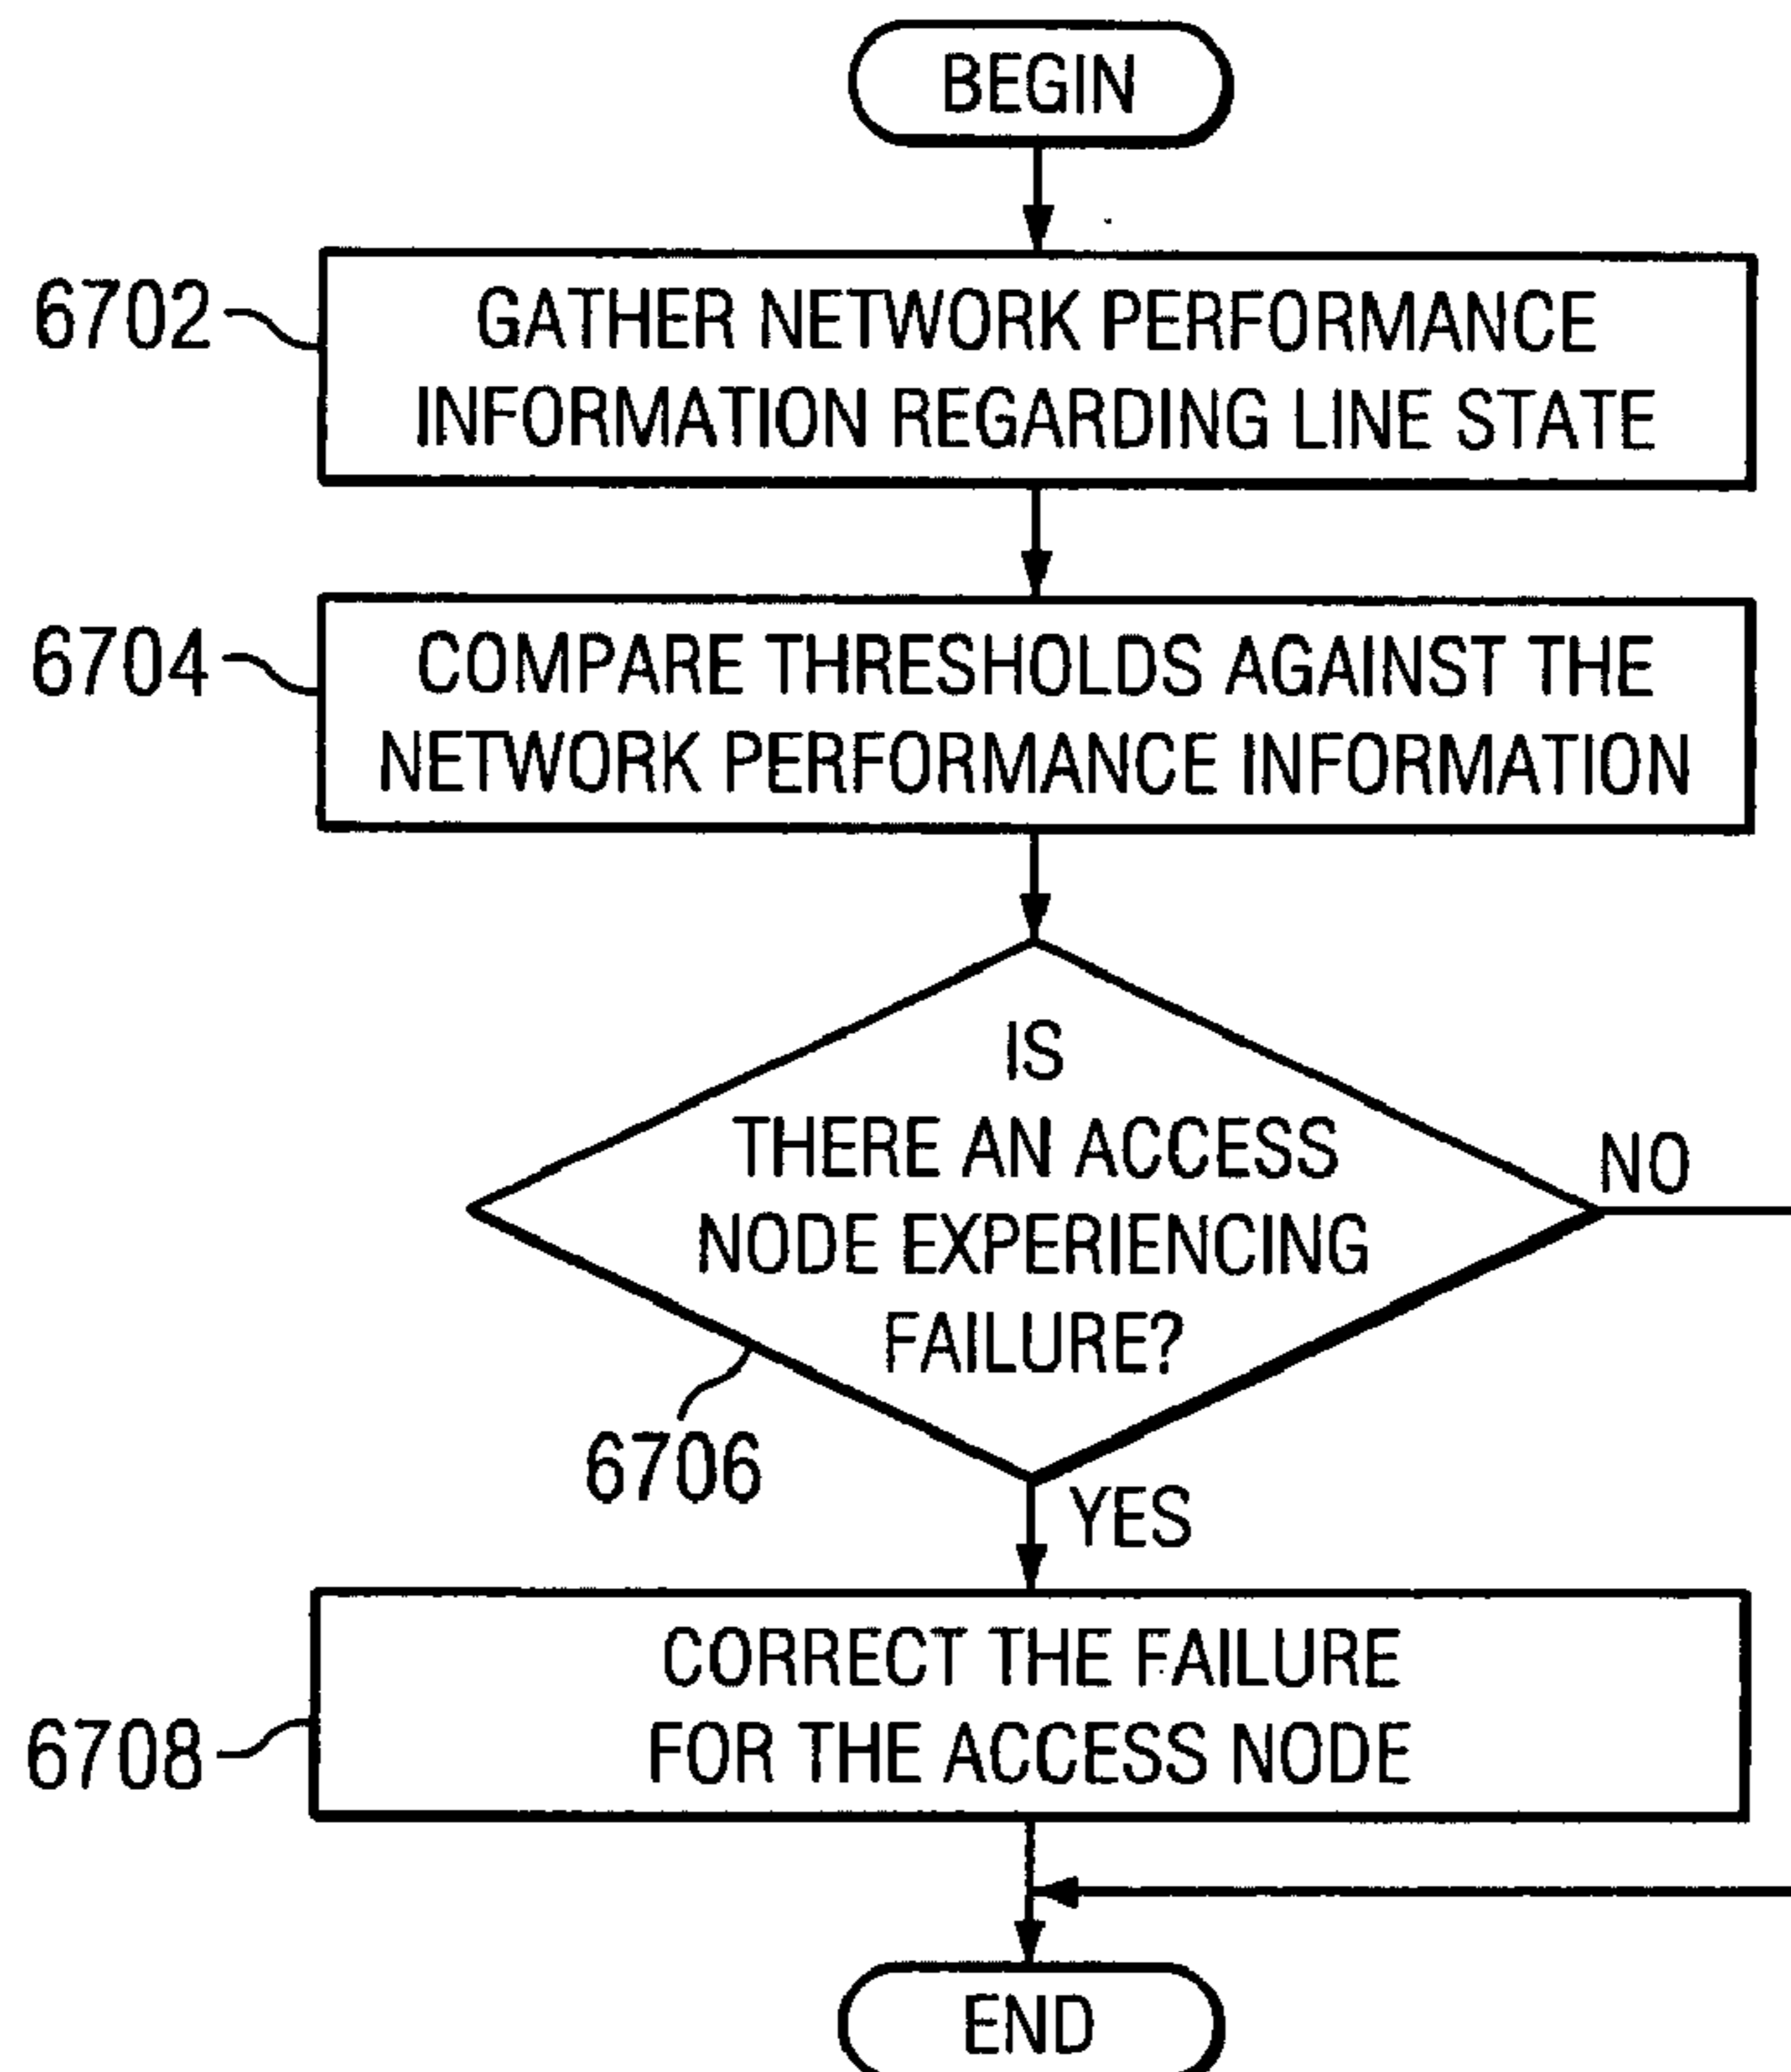 BEGIN
6702
GATHER NETWORK PERFORMANCE
INFORMATION REGARDING LINE STATE
6704
COMPARE THRESHOLDS AGAINST THE
NETWORK PERFORMANCE INFORMATION
IS
THERE AN ACCESS
NODE EXPERIENCING
FAILURE?
NO
6706
YES
6708
CORRECT THE FAILURE
FOR THE ACCESS NODE
END